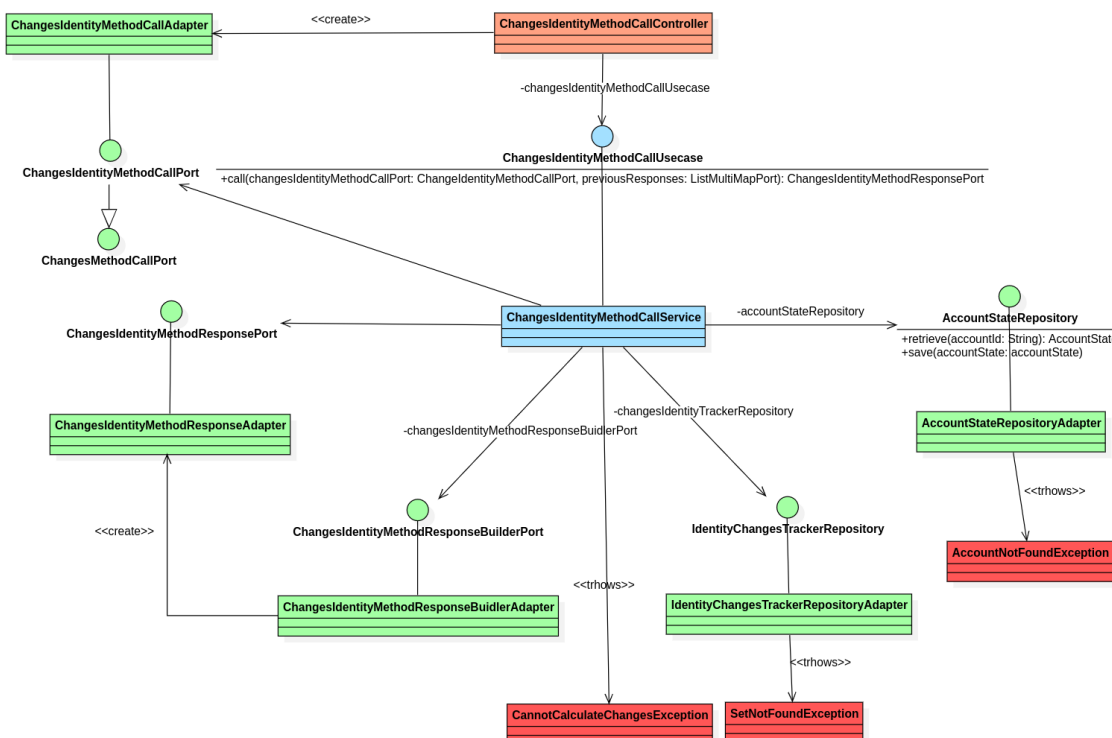 ChangesIdentityMethodCallAdapter
<<create>>
ChangesIdentityMethodCallController
-changesIdentityMethodCallUsecase
ChangesIdentityMethodCallUsecase
+call(changesIdentityMethodCallPort: ChangeIdentityMethodCallPort, previousResponses: ListMultiMapPort): ChangesIdentityMethodResponsePort
ChangesIdentityMethodCallPort
ChangesMethodCallPort
ChangesIdentityMethodResponsePort
ChangesIdentityMethodCallService
-accountStateRepository
AccountStateRepository
+retrieve(accountId: String): AccountStat
+save(accountState: accountState)
ChangesIdentityMethodResponseAdapter
-changesIdentityTrackerRepository
-changesIdentityMethodResponseBuidlerPort
AccountStateRepositoryAdapter
<<trhows>>
<<create>>
ChangesIdentityMethodResponseBuilderPort
IdentityChangesTrackerRepository
AccountNotFoundException
<<trhows>>
ChangesIdentityMethodResponseBuidlerAdapter
IdentityChangesTrackerRepositoryAdapter
<<trhows>>
CannotCalculateChangesException
SetNotFoundException